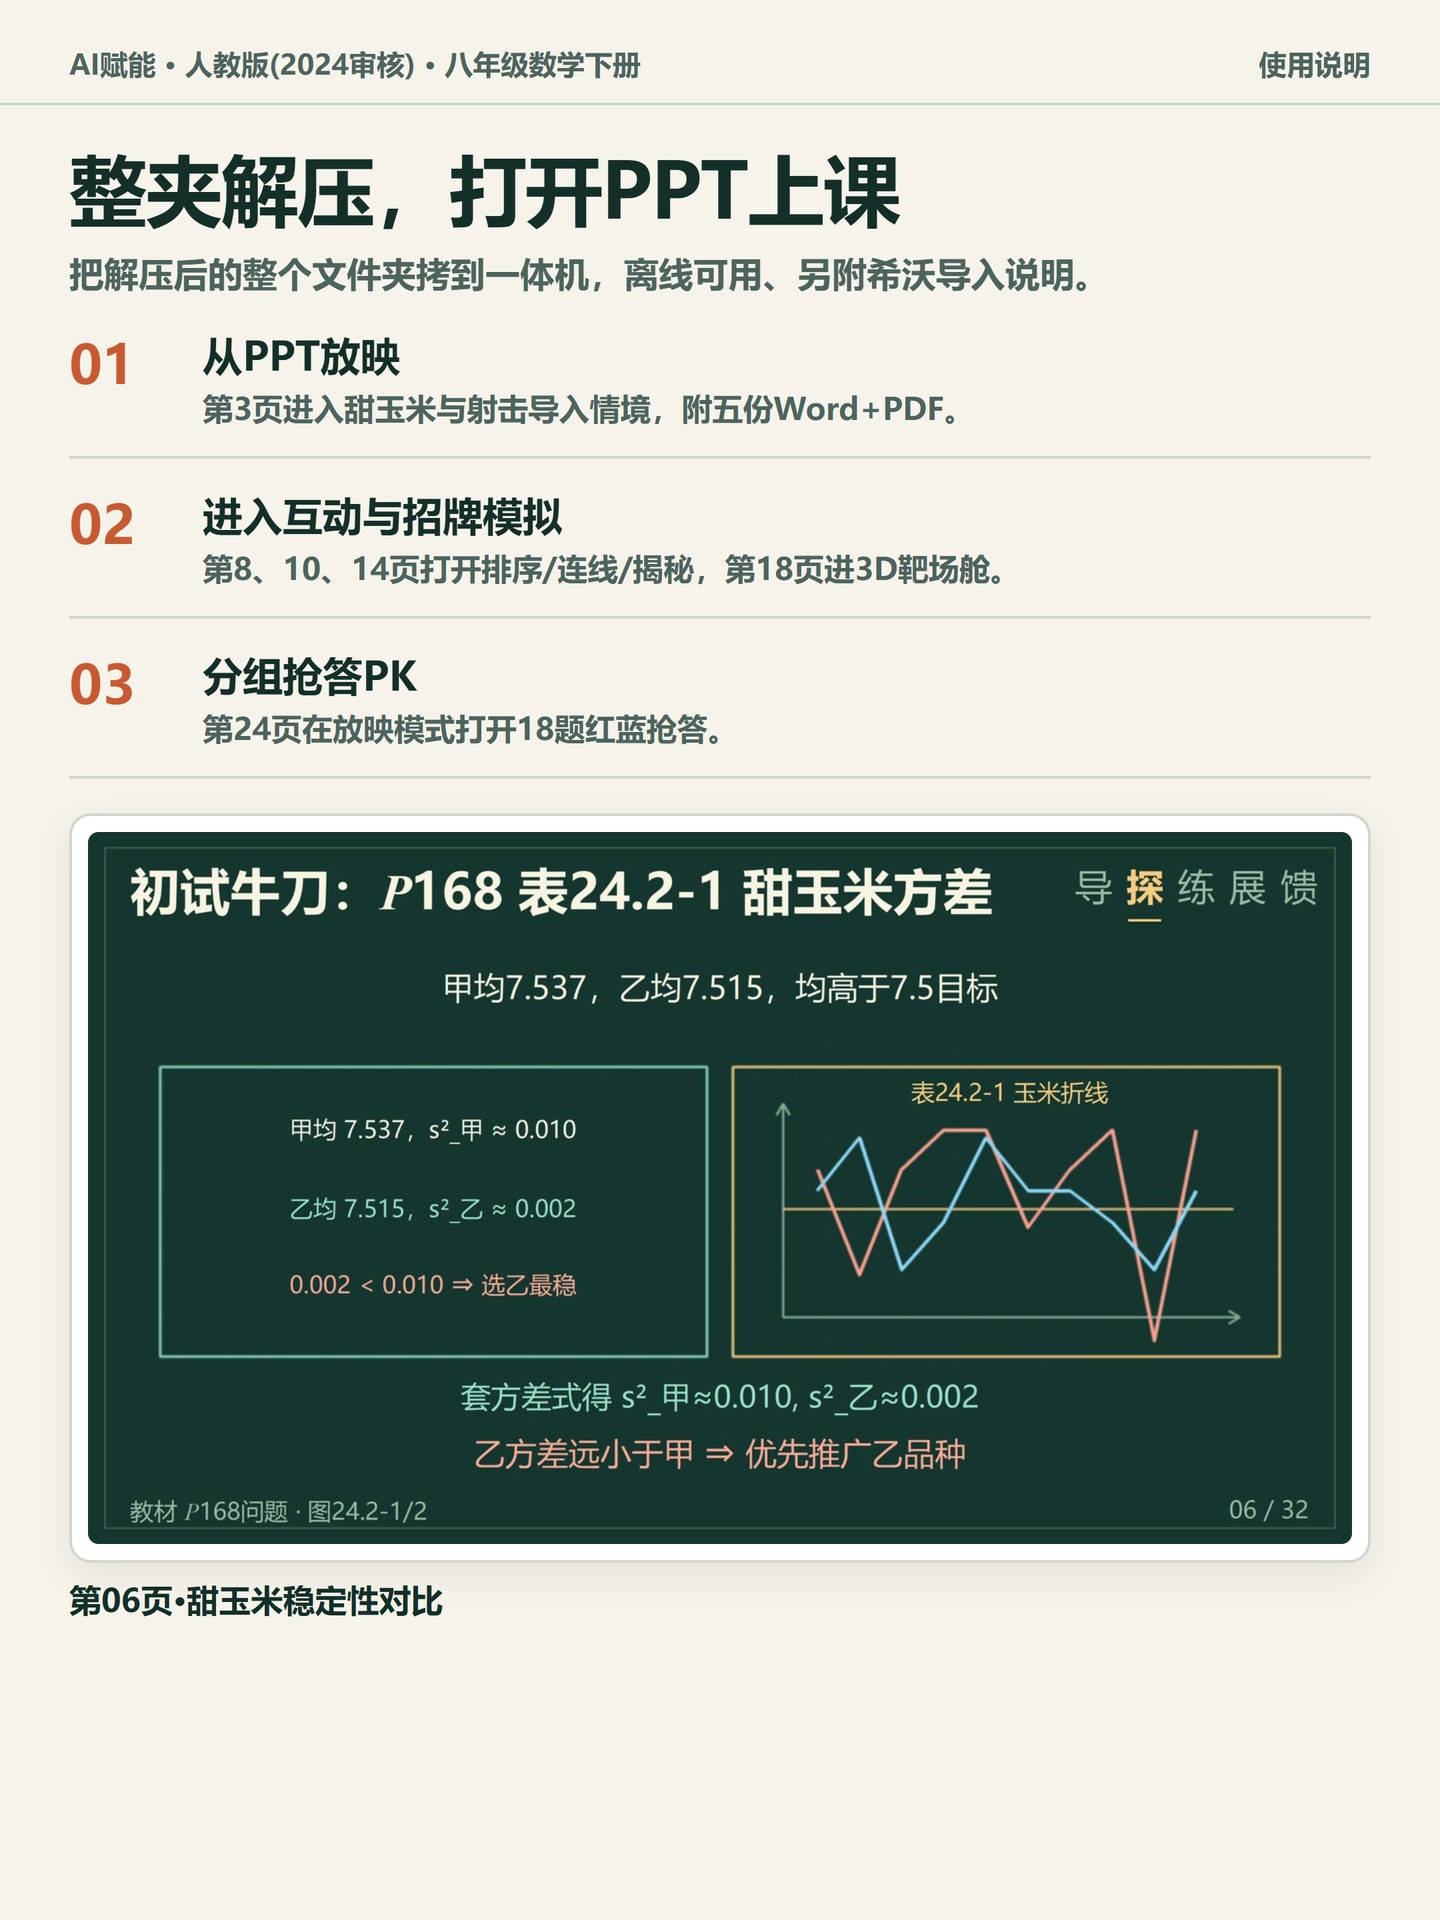 AI赋能 • 人教版(2024审核) • 八年级数学下册
使用说明
整夹解压，打开PPT上课
把解压后的整个文件夹拷到一体机，离线可用、另附希沃导入说明。
01
从PPT放映
第3页进入甜玉米与射击导入情境，附五份Word+PDF。
02
进入互动与招牌模拟
第8、10、14页打开排序/连线/揭秘，第18页进3D靶场舱。
03
分组抢答PK
第24页在放映模式打开18题红蓝抢答。
初试牛刀：P168 表24.2-1 甜玉米方差
导 探 练 展 馈
甲均7.537，乙均7.515，均高于7.5目标
甲均 7.537，s²_甲 ≈ 0.010
乙均 7.515，s²_乙 ≈ 0.002
0.002 < 0.010 ⇒ 选乙最稳
表24.2-1 玉米折线
套方差式得 s²_甲≈0.010, s²_乙≈0.002
乙方差远小于甲 ⇒ 优先推广乙品种
教材 P168问题 · 图24.2-1/2
06 / 32
第06页•甜玉米稳定性对比